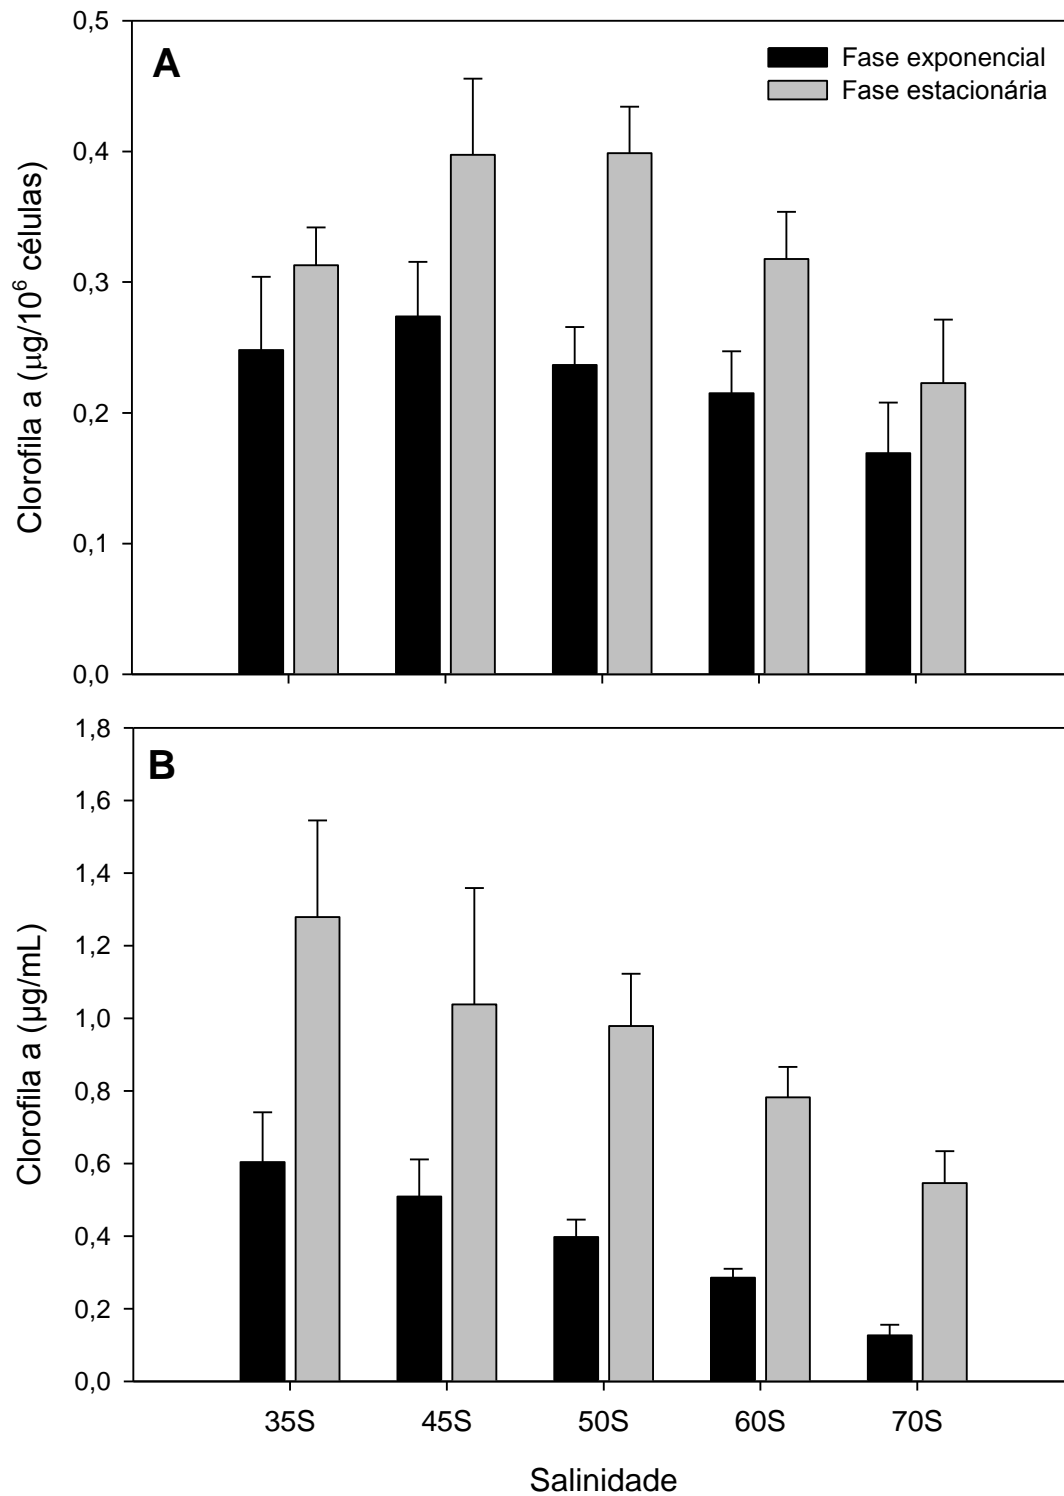 A
Fase exponencial
Fase estacionária
Clorofila a (μg/10⁶ células)
0,5
0,4
0,3
0,2
0,1
0,0
B
Clorofila a (μg/mL)
1,8
1,6
1,4
1,2
1,0
0,8
0,6
0,4
0,2
0,0
35S 45S 50S 60S 70S
Salinidade